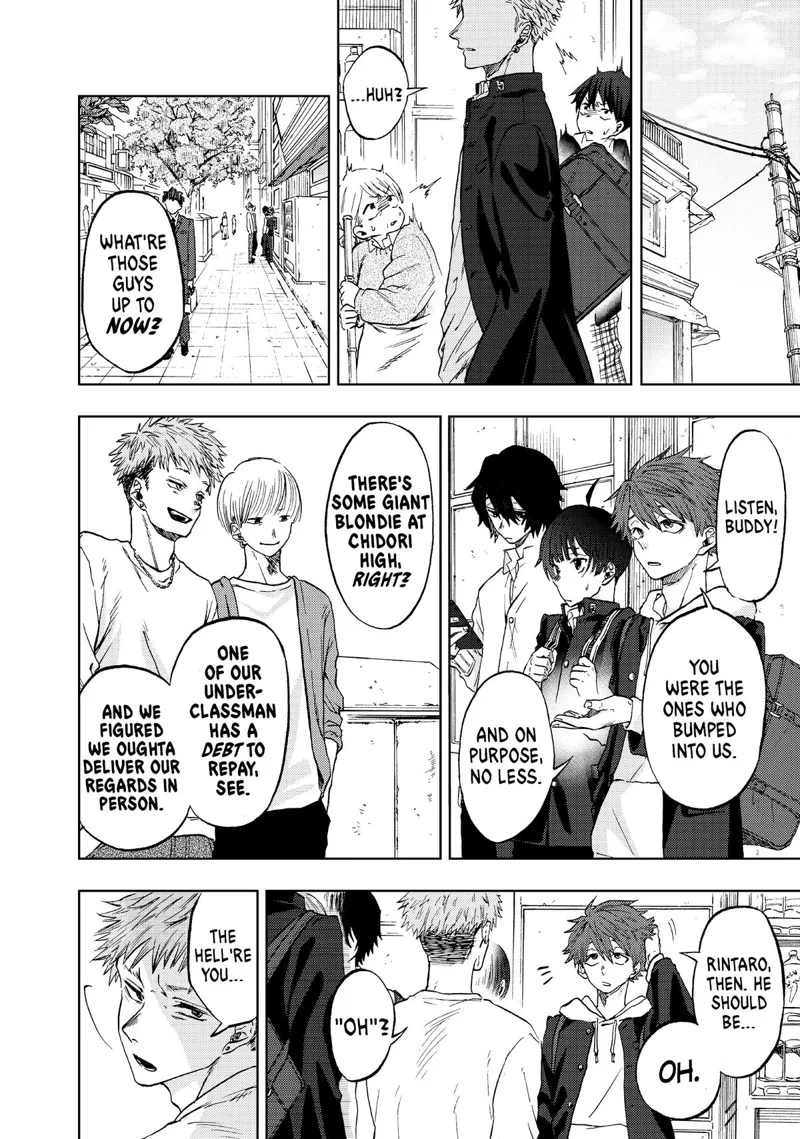 ...HUH?
WHAT'RE
THOSE
GUYS
UP TO
NOW?
LISTEN,
BUDDY!
YOU
WERE THE
ONES WHO
BUMPED
INTO US.
AND ON
PURPOSE,
NO LESS.
THERE'S
SOME GIANT
BLONDIE AT
CHIDORI
HIGH,
RIGHT?
ONE
OF OUR
UNDER-
CLASSMAN
HAS A
DEBT TO
REPAY,
SEE.
AND WE
FIGURED
WE OUGHTA
DELIVER OUR
REGARDS IN
PERSON.
RINTARO,
THEN. HE
SHOULD
BE...
OH.
"OH"?
THE
HELL'RE
YOU...